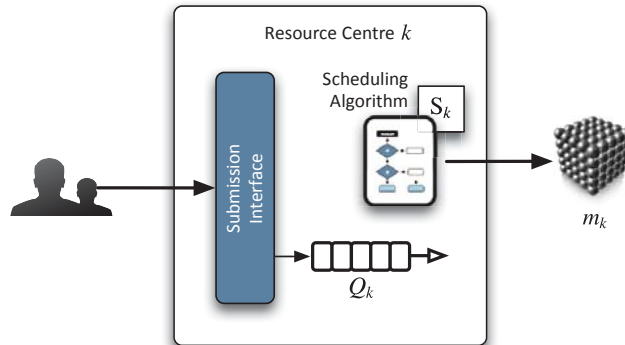 Resource Centre k
Scheduling
Algorithm
S_k
Submission
Interface
m_k
Q_k